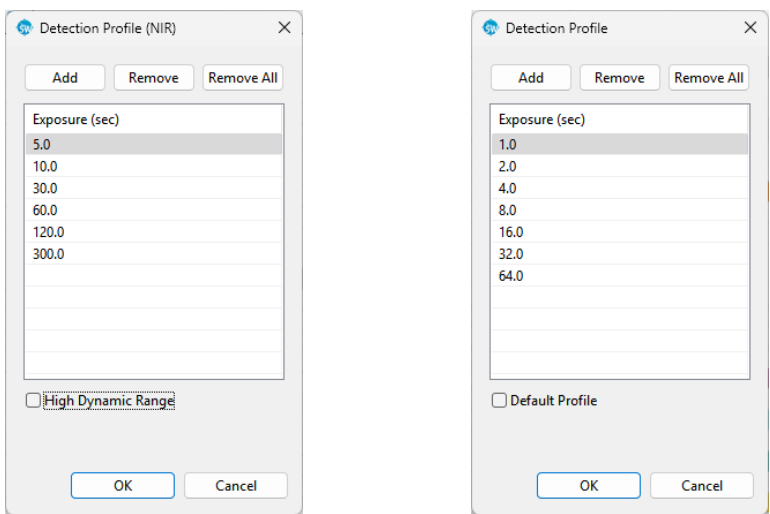 Detection Profile (NIR)
Add Remove Remove All
Exposure (sec)
5.0
10.0
30.0
60.0
120.0
300.0
High Dynamic Range
OK Cancel
Detection Profile
Add Remove Remove All
Exposure (sec)
1.0
2.0
4.0
8.0
16.0
32.0
64.0
Default Profile
OK Cancel